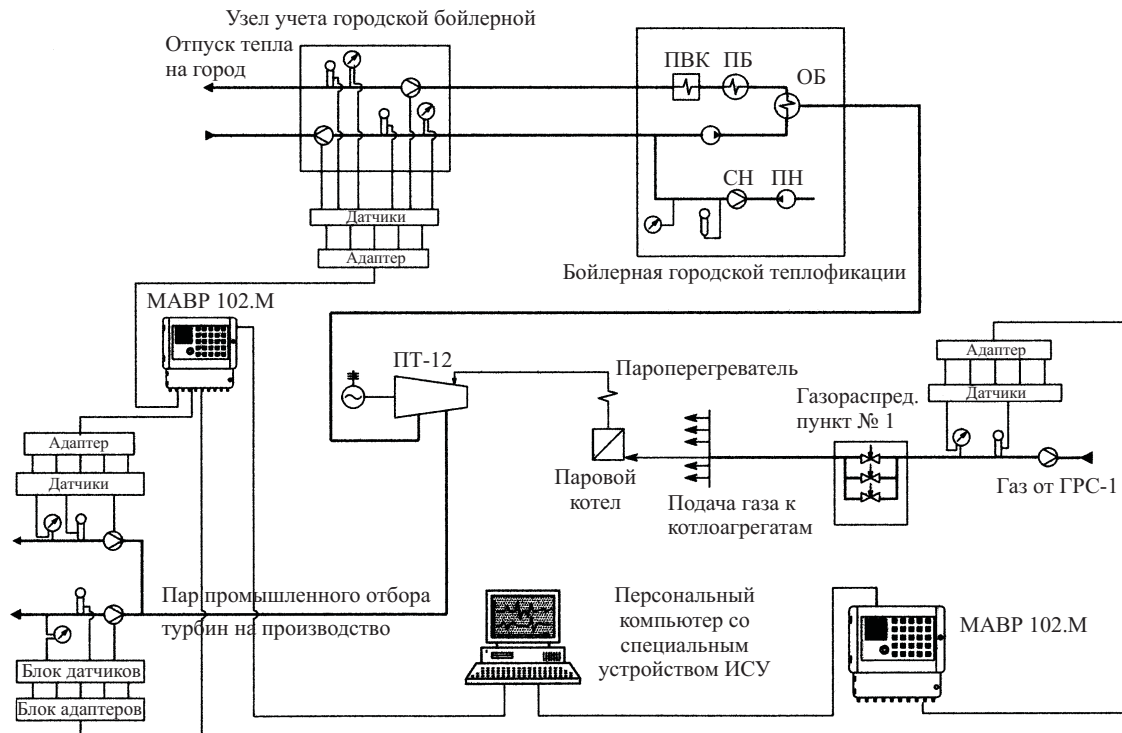 Узел учета городской бойлерной
Отпуск тепла
на город
ПВК
ПБ
ОБ
СН
ПН
Датчики
Адаптер
Бойлерная городской теплофикации
МАВР 102.М
ПТ-12
Пароперегреватель
Адаптер
Датчики
Газораспред.
пункт № 1
Адаптер
Датчики
Паровой
котел
Подача газа к
котлоагрегатам
Газ от ГРС-1
Пар промышленного отбора
турбин на производство
Персональный
компьютер со
специальным
устройством ИСУ
МАВР 102.М
Блок датчиков
Блок адаптеров